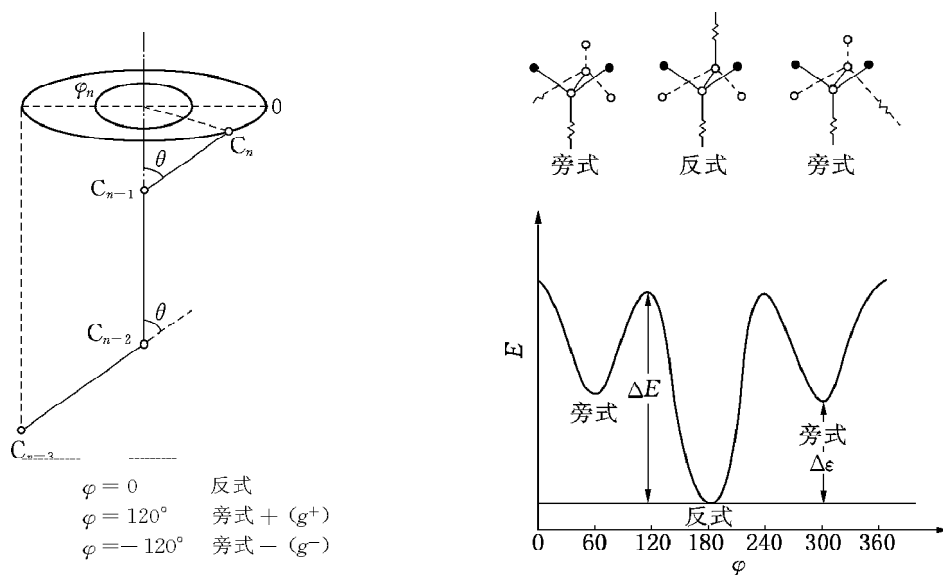 φₙ
0
Cₙ
θ
Cₙ₋₁
θ
Cₙ₋₂
Cₙ₋₃
φ = 0 反式
φ = 120° 旁式 + (g⁺)
φ = − 120° 旁式 − (g⁻)
旁式 反式 旁式
E
ΔE
旁式
旁式
Δε
反式
0 60 120 180 240 300 360
φ